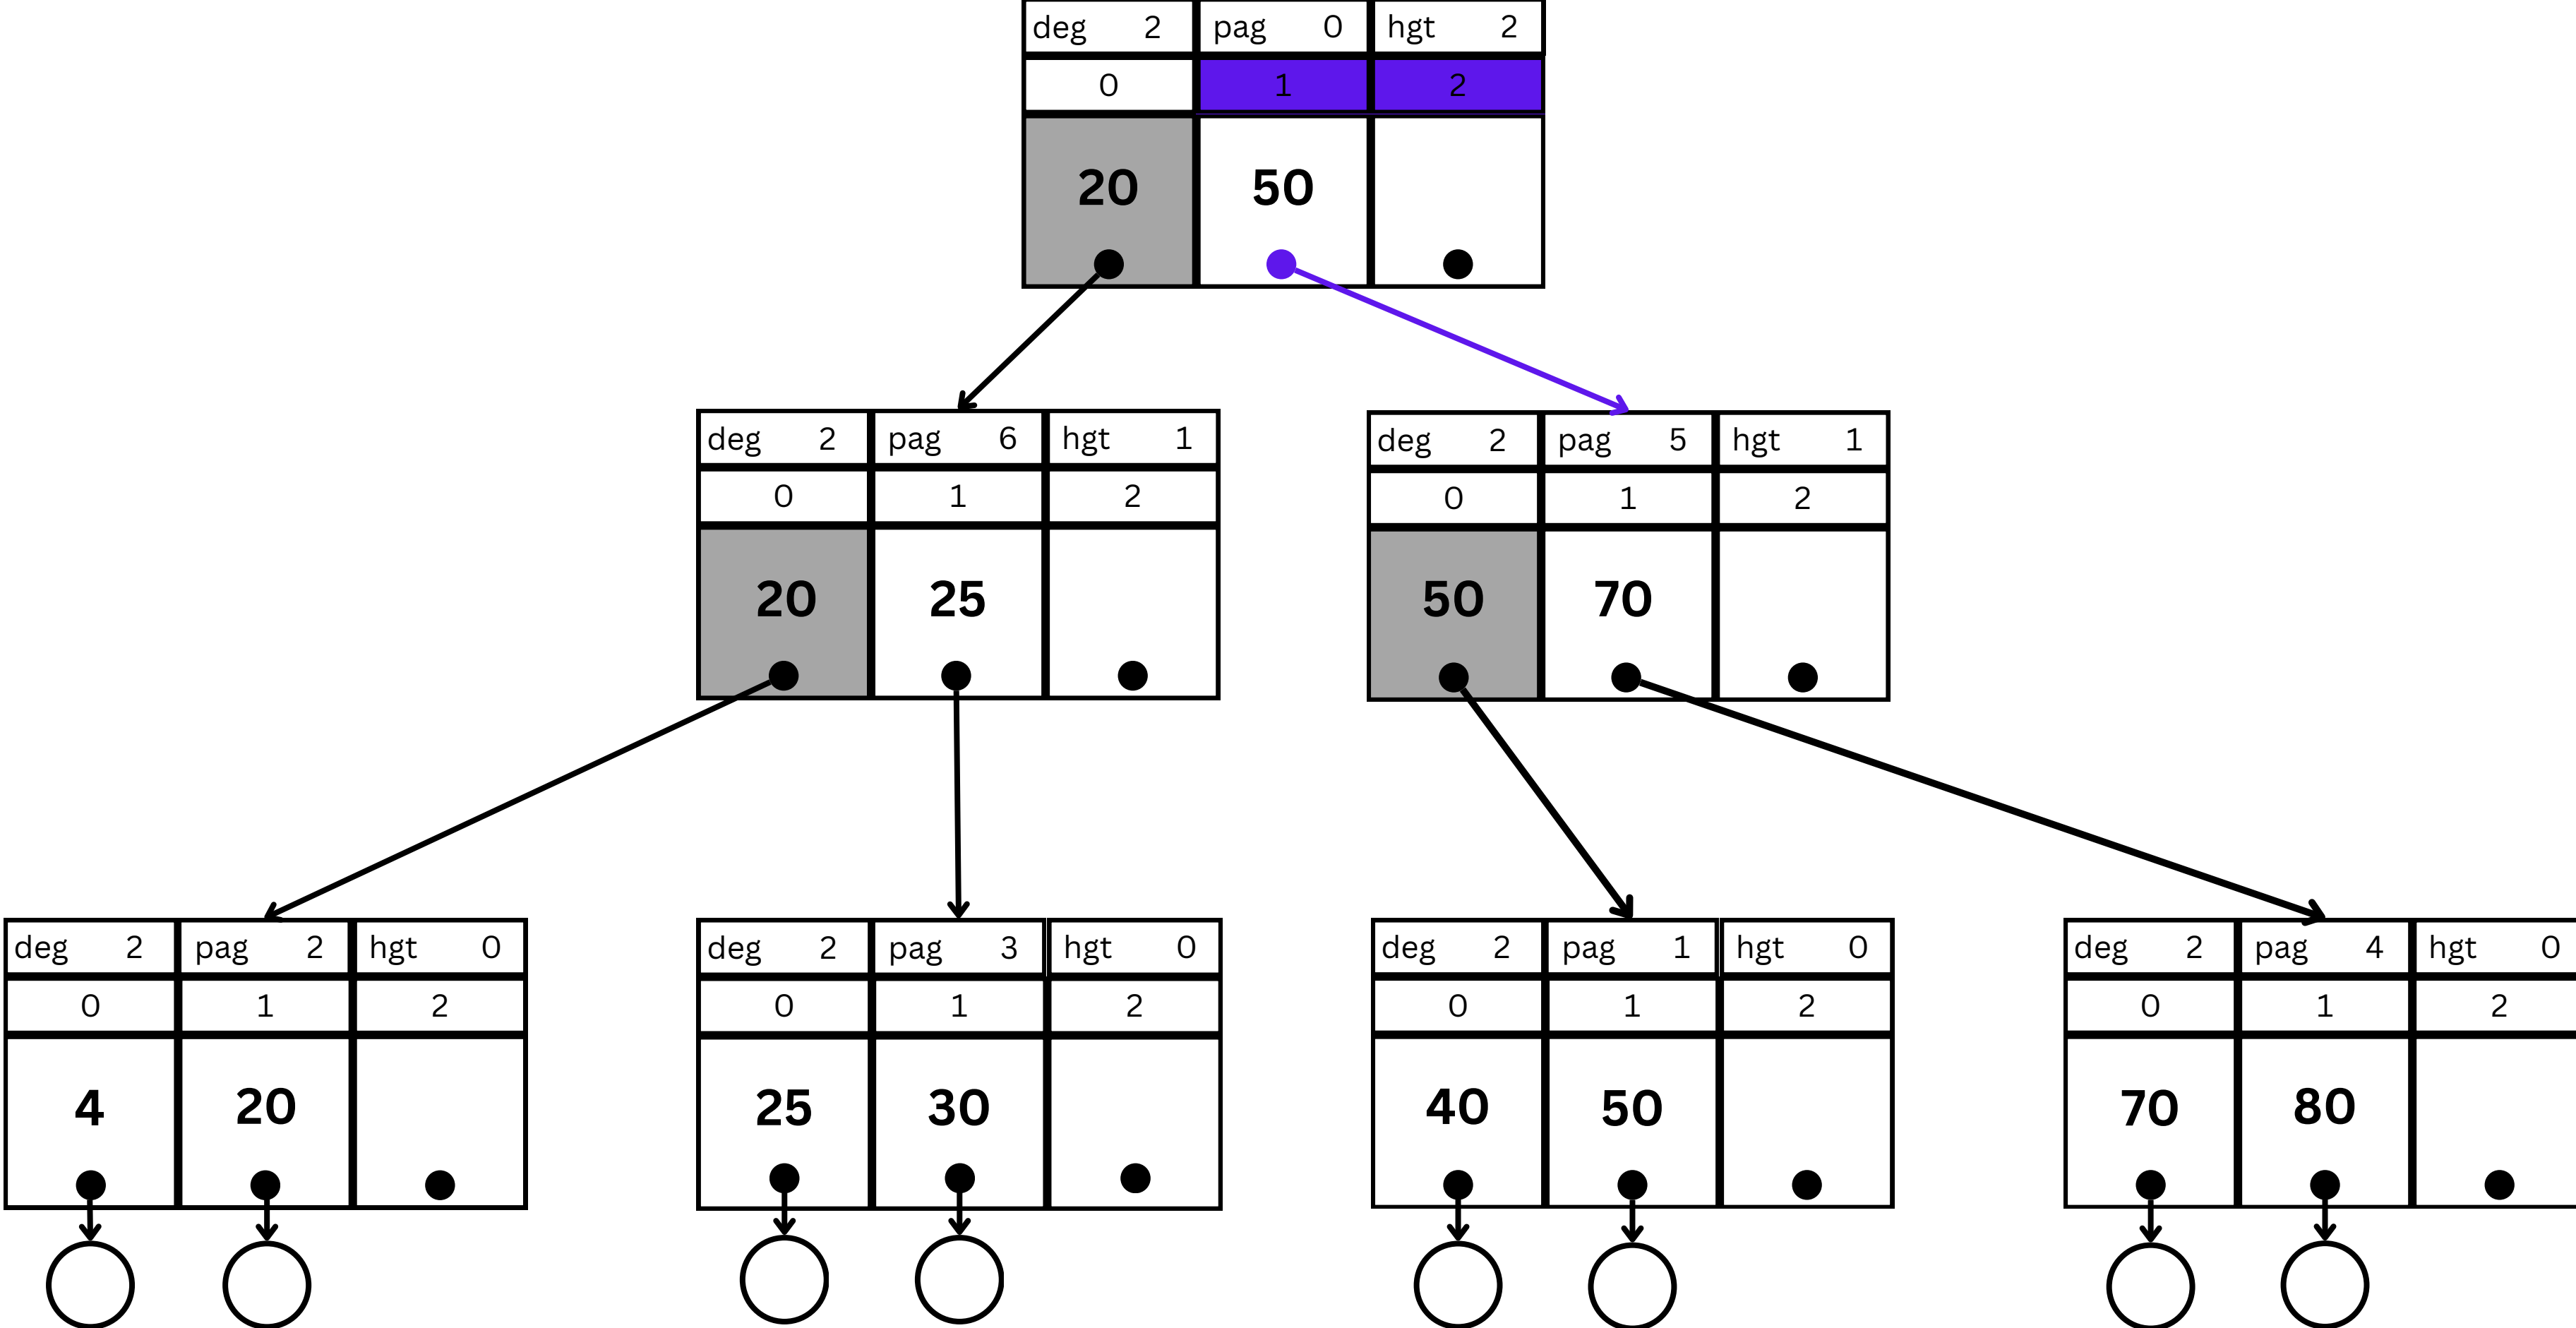 deg 2 pag 0 hgt 2
0 1 2
20 50
deg 2 pag 6 hgt 1
0 1 2
20 25
deg 2 pag 5 hgt 1
0 1 2
50 70
deg 2 pag 2 hgt 0
0 1 2
4 20
deg 2 pag 3 hgt 0
0 1 2
25 30
deg 2 pag 1 hgt 0
0 1 2
40 50
deg 2 pag 4 hgt 0
0 1 2
70 80